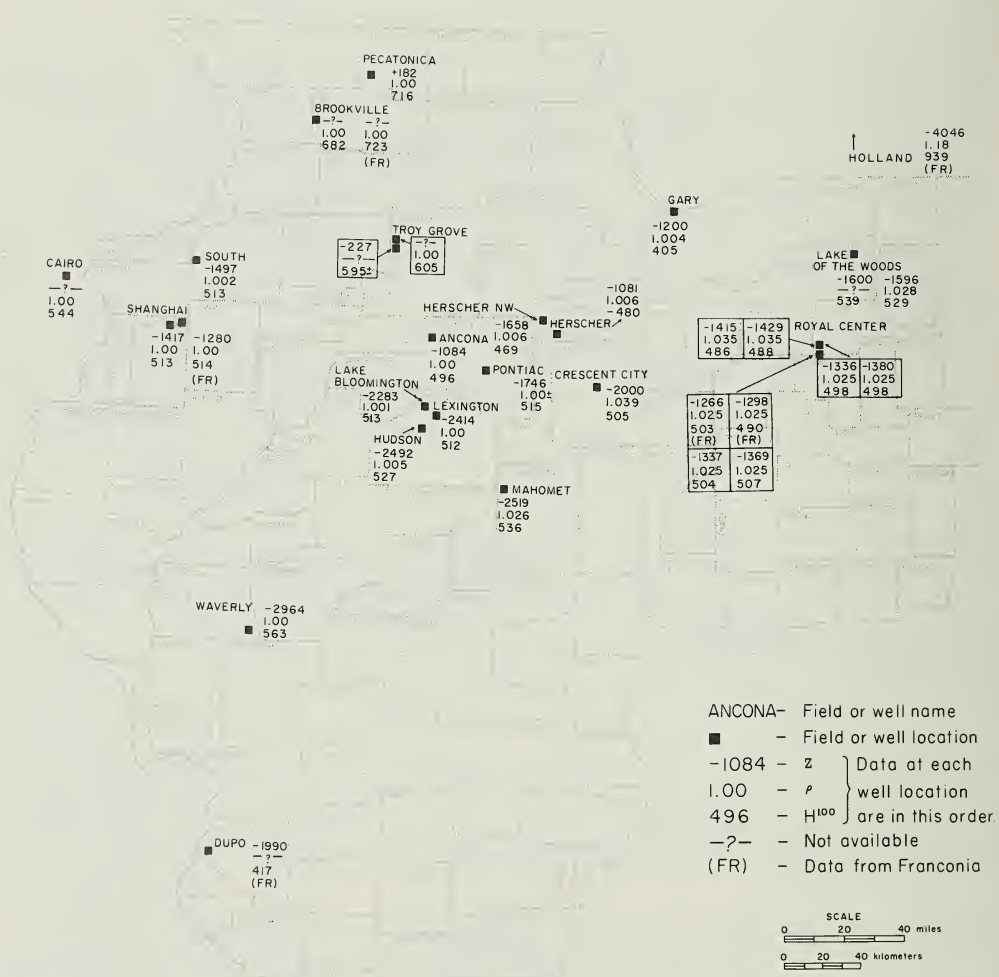 PECATONICA
+182
1.00
716
BROOKVILLE
—?— —?—
1.00 1.00
682 723
(FR)
-4046
1.18
HOLLAND 939
(FR)
GARY
-1200
1.004
405
TROY GROVE
-227
—?—
595±
—?—
1.00
605
SOUTH
-1497
1.002
513
CAIRO
—?—
1.00
544
SHANGHAI
-1417
1.00
513
-1280
1.00
514
(FR)
LAKE
OF THE WOODS
-1600 -1596
—?— 1.028
539 529
HERSCHER NW
-1658
1.006
469
HERSCHER
-1081
1.006
-480
ANCONA
-1084
1.00
496
PONTIAC
-1746
1.00±
515
CRESCENT CITY
-2000
1.039
505
ROYAL CENTER
-1415 -1429
1.035 1.035
486 488
-1336 -1380
1.025 1.025
498 498
-1266 -1298
1.025 1.025
503 490
(FR) (FR)
-1337 -1369
1.025 1.025
504 507
LAKE
BLOOMINGTON
-2283
1.001
513
LEXINGTON
-2414
1.00
512
HUDSON
-2492
1.005
527
MAHOMET
-2519
1.026
536
WAVERLY -2964
1.00
563
DUPO -1990
—?—
417
(FR)
ANCONA- Field or well name
- Field or well location
-1084 - Z Data at each
1.00 - ρ well location
496 - H¹⁰⁰ are in this order.
—?— - Not available
(FR) - Data from Franconia
SCALE
0 20 40 miles
0 20 40 kilometers